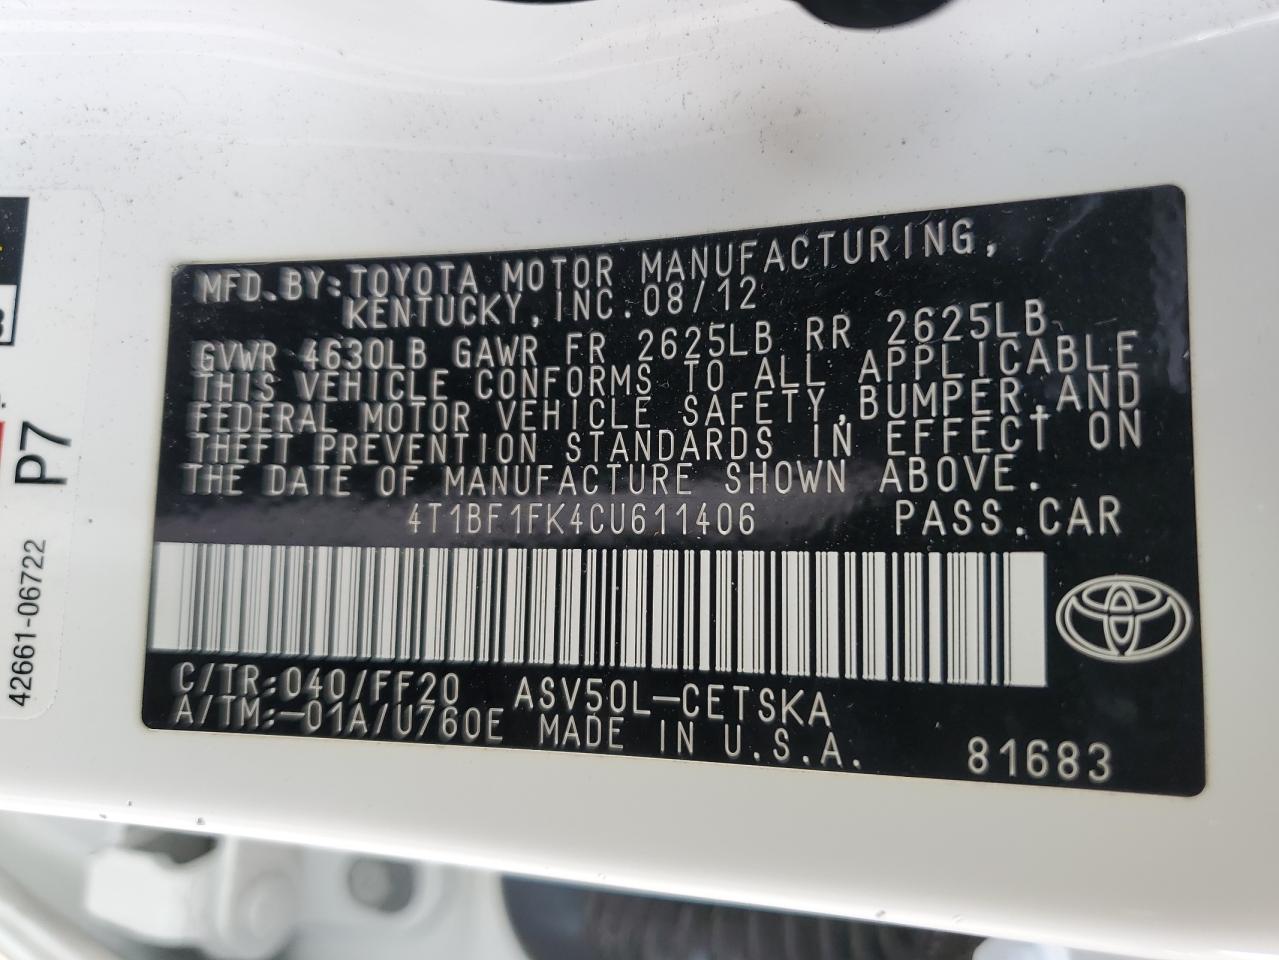 MFD. BY: TOYOTA MOTOR MANUFACTURING,
KENTUCKY, INC. 08/12
GVWR 4630LB GAWR FR 2625LB RR 2625LB
THIS VEHICLE CONFORMS TO ALL APPLICABLE
FEDERAL MOTOR VEHICLE SAFETY, BUMPER, AND
THEFT PREVENTION STANDARDS IN EFFECT ON
THE DATE OF MANUFACTURE SHOWN ABOVE.
4T1BF1FK4CU611406 PASS. CAR
C/TR: 040/FF20 ASV50L-CETSKA
A/TM:-01A/U760E MADE IN U.S.A. 81683
P7
42661-06722